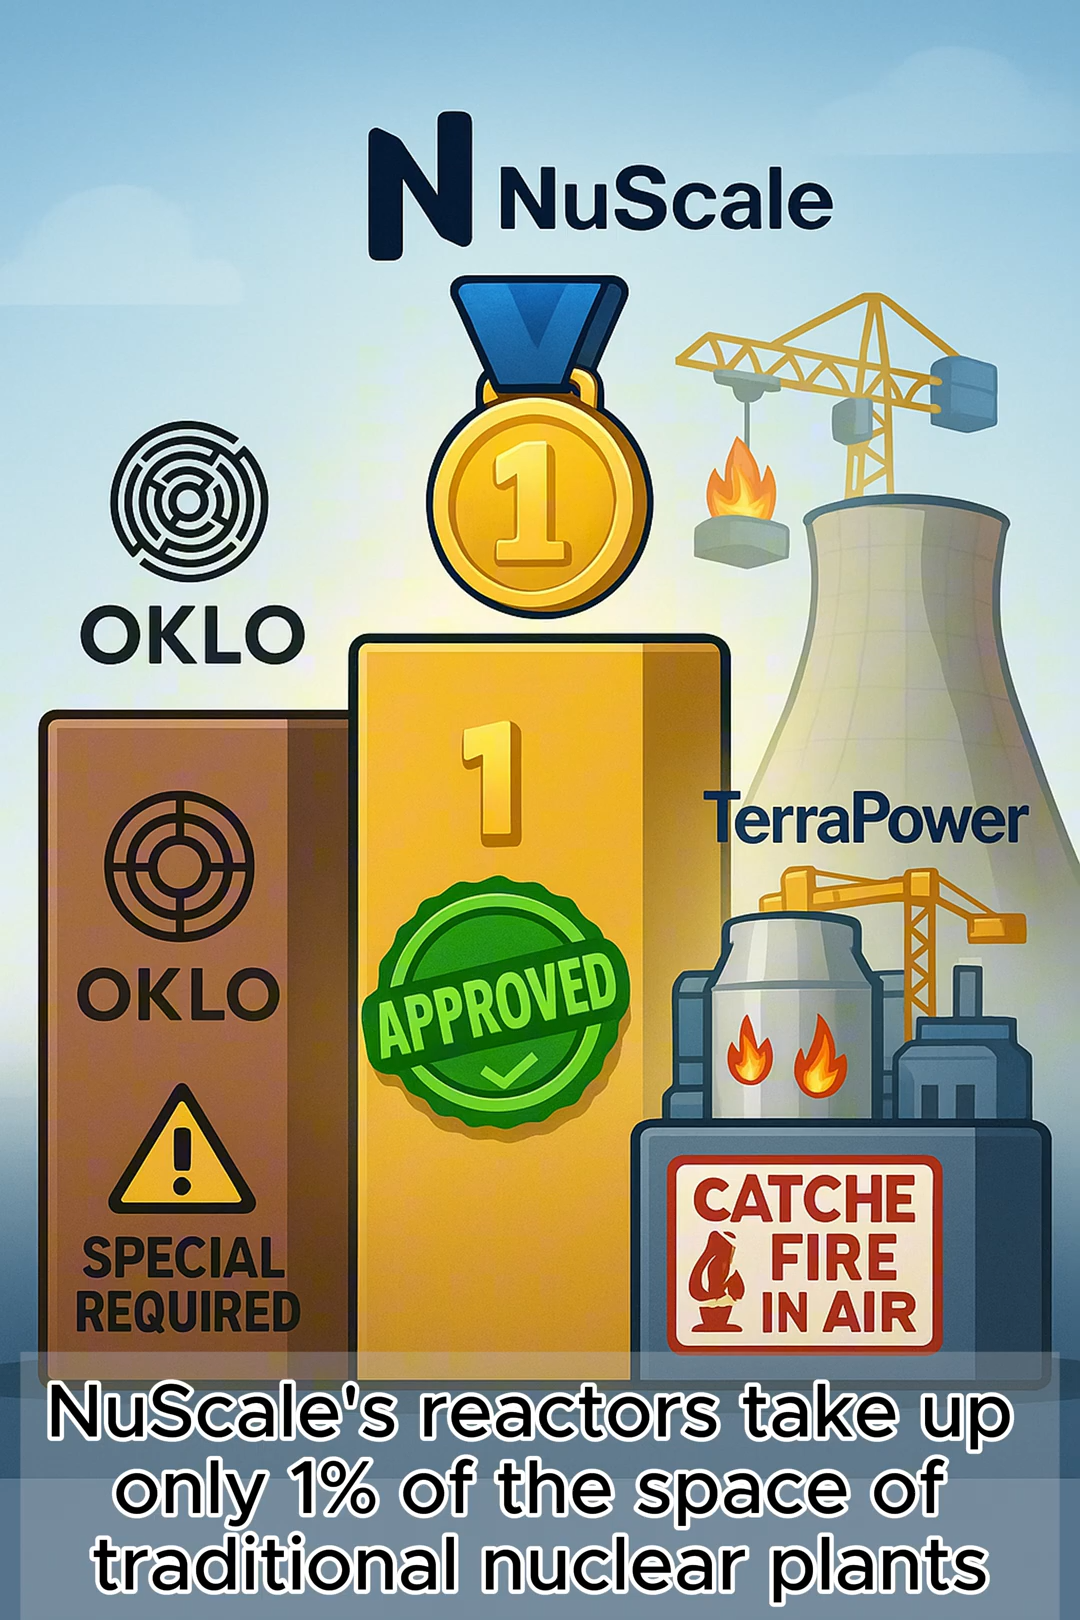 N NuScale
1
OKLO
1
APPROVED
TerraPower
OKLO
SPECIAL
REQUIRED
CATCHE
FIRE
IN AIR
NuScale's reactors take up
only 1% of the space of
traditional nuclear plants